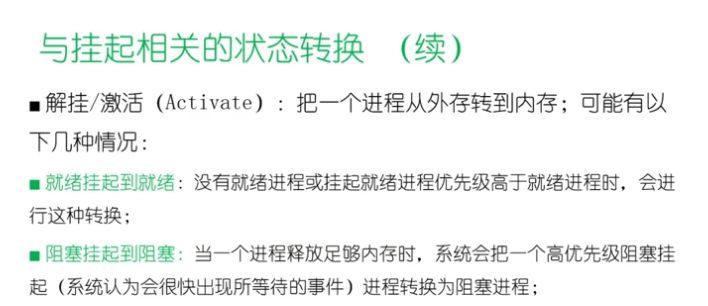 与挂起相关的状态转换 （续）
■ 解挂/激活（Activate）：把一个进程从外存转到内存；可能有以
下几种情况：
■ 就绪挂起到就绪：没有就绪进程或挂起就绪进程优先级高于就绪进程时，会进
行这种转换；
■ 阻塞挂起到阻塞：当一个进程释放足够内存时，系统会把一个高优先级阻塞挂
起（系统认为会很快出现所等待的事件）进程转换为阻塞进程；